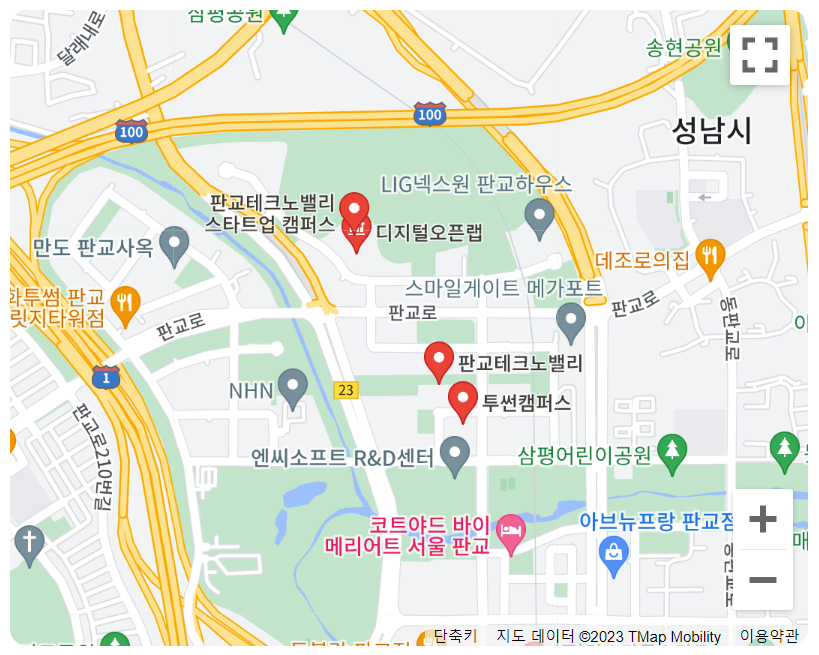 삼평공원
달래내로
송현공원
100
100
성남시
LIG넥스원 판교하우스
판교테크노밸리
스타트업 캠퍼스
디지털오픈랩
만도 판교사옥
데조로의집
스마일게이트 메가포트
화투썸 판교
릿지타워점
판교로
판교로
판교로
동판교로
1
판교테크노밸리
NHN
23
투썬캠퍼스
판교로210번길
엔씨소프트 R&D센터
삼평어린이공원
코트야드 바이
메리어트 서울 판교
아브뉴프랑 판교점
단축키
지도 데이터 ©2023 TMap Mobility
이용약관